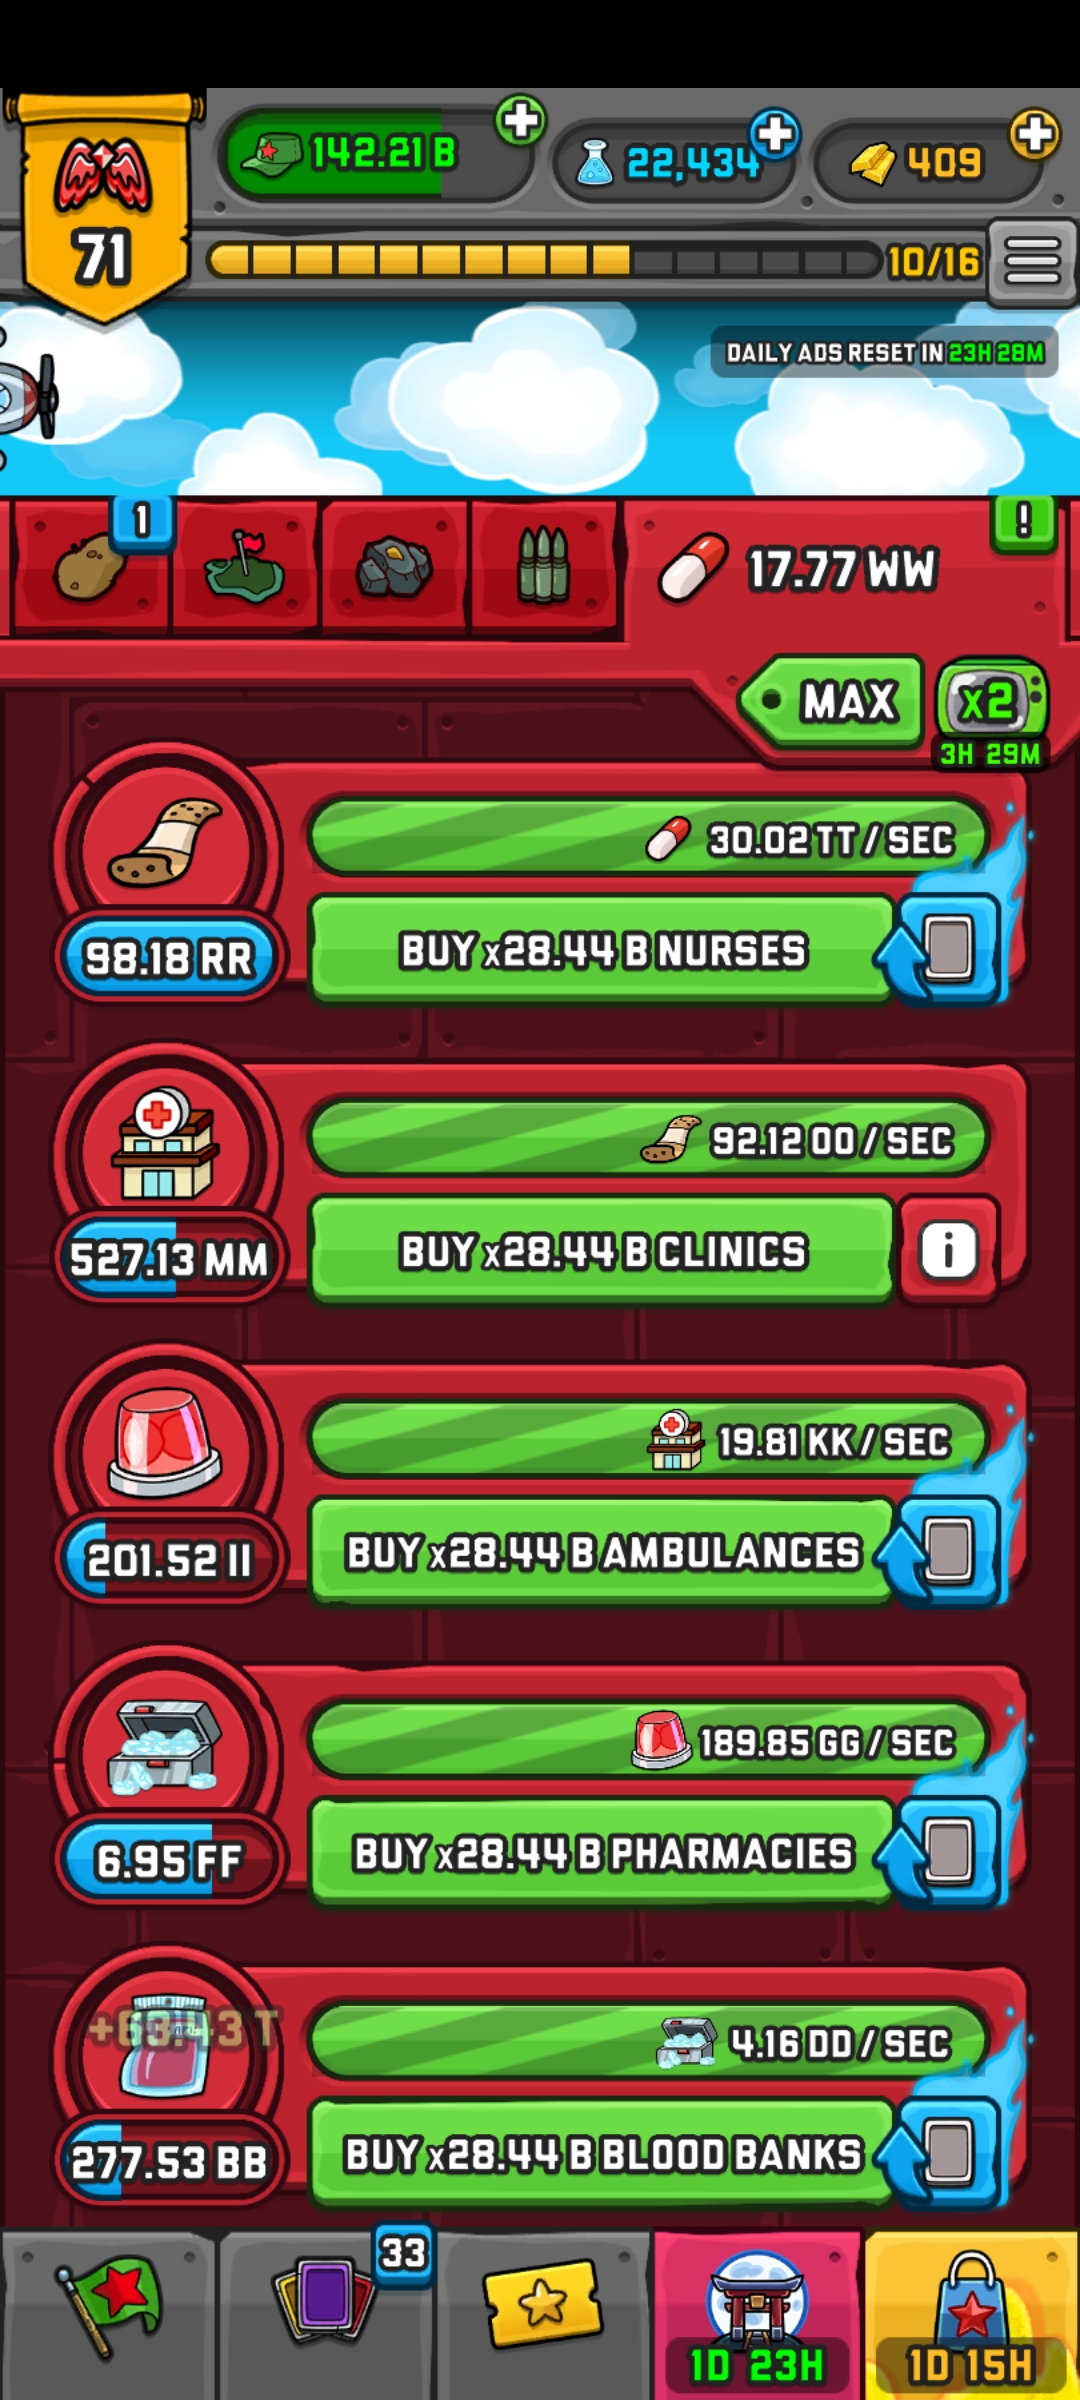 142.21 B
22,434
409
71
10/16
DAILY ADS RESET IN 23H 28M
1
!
17.77 WW
MAX
x2
3H 29M
30.02 TT / SEC
98.18 RR
BUY x28.44 B NURSES
92.12 OO / SEC
527.13 MM
BUY x28.44 B CLINICS
i
19.81 KK / SEC
201.52 II
BUY x28.44 B AMBULANCES
189.85 GG / SEC
6.95 FF
BUY x28.44 B PHARMACIES
+63.43 T
4.16 DD / SEC
277.53 BB
BUY x28.44 B BLOOD BANKS
33
1D 23H
1D 15H